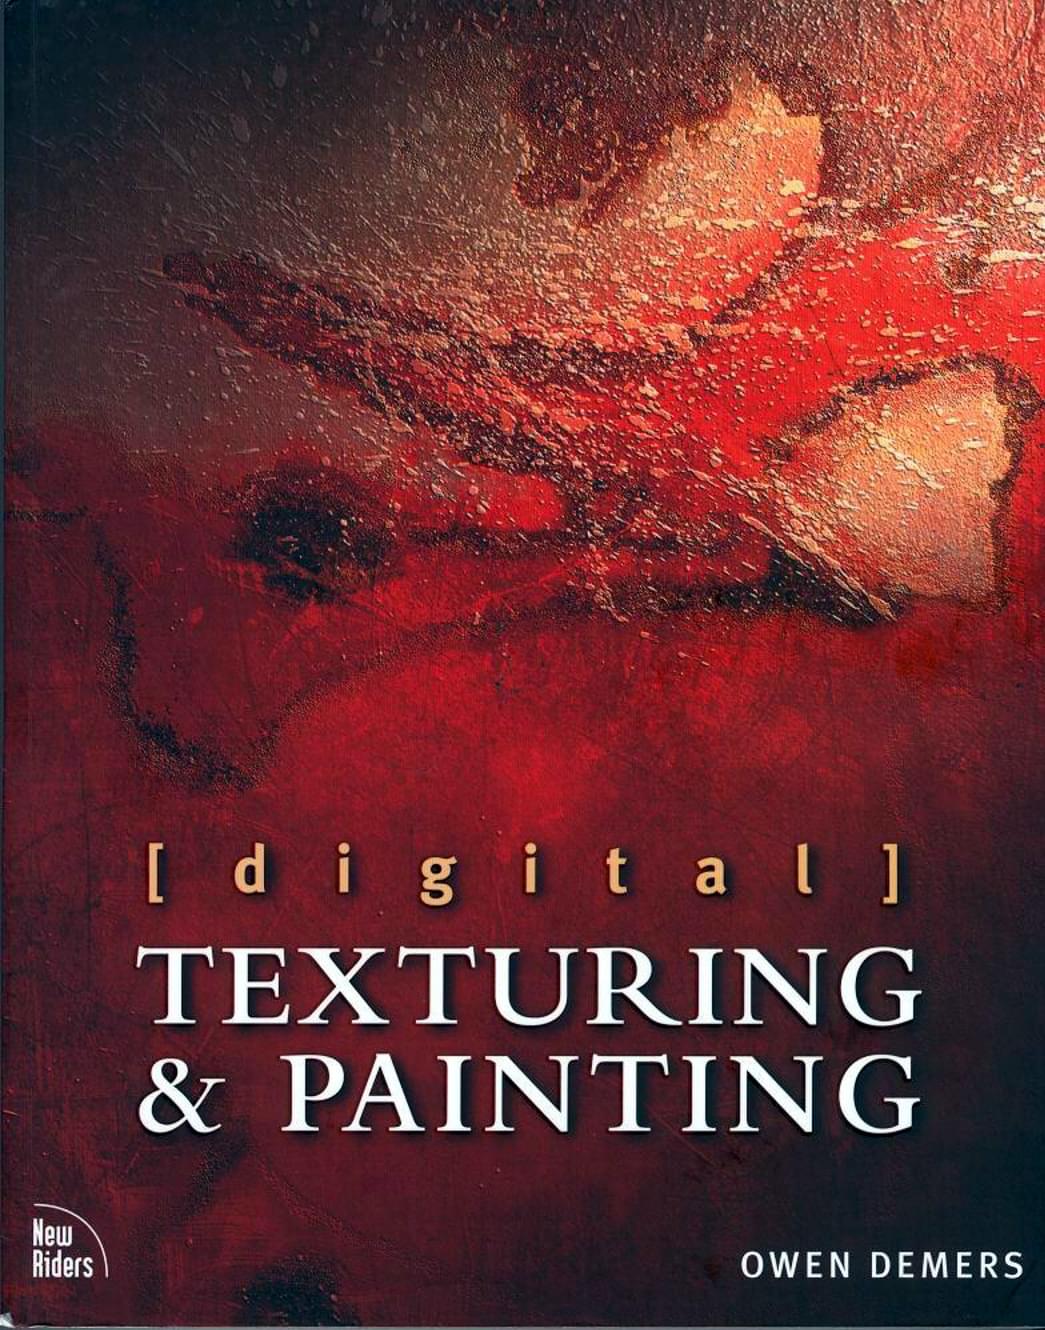 [ d i g i t a l ]
TEXTURING
& PAINTING
New
Riders
OWEN DEMERS